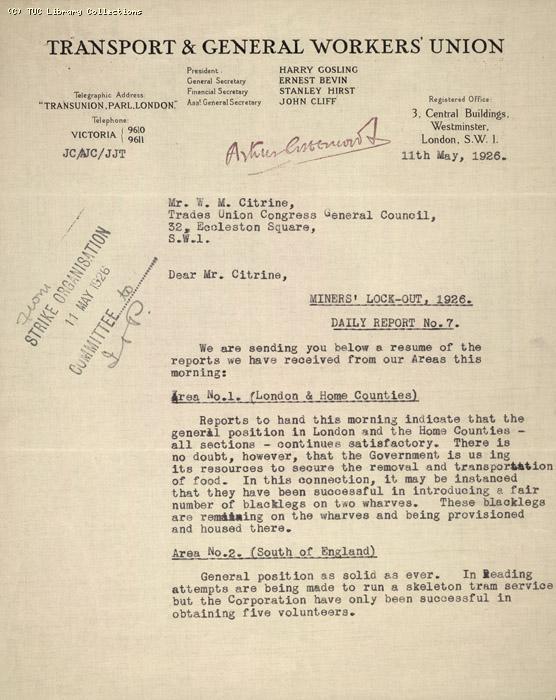 (C) TUC Library Collections
TRANSPORT & GENERAL WORKERS' UNION
President: HARRY GOSLING
General Secretary ERNEST BEVIN
Financial Secretary STANLEY HIRST
Asst General Secretary JOHN CLIFF
Telegraphic Address:
"TRANSUNION, PARL, LONDON."
Telephone:
VICTORIA { 9610
9611
JC/AJC/JJT
Registered Office:
3, Central Buildings,
Westminster,
London, S.W. 1.
11th May, 1926.
Arthur Greenwood
Mr. W. M. Citrine,
Trades Union Congress General Council,
32, Eccleston Square,
S.W.1.
from
STRIKE ORGANISATION
11 MAY 1926
COMMITTEE to
Dear Mr. Citrine,
MINERS' LOCK-OUT, 1926.
DAILY REPORT No. 7.
We are sending you below a resume of the
reports we have received from our Areas this
morning:
Area No.1. (London & Home Counties)
Reports to hand this morning indicate that the
general position in London and the Home Counties -
all sections - continues satisfactory. There is
no doubt, however, that the Government is us ing
its resources to secure the removal and transportation
of food. In this connection, it may be instanced
that they have been successful in introducing a fair
number of blacklegs on two wharves. These blacklegs
are remaining on the wharves and being provisioned
and housed there.
Area No.2. (South of England)
General position as solid as ever. In Reading
attempts are being made to run a skeleton tram service
but the Corporation have only been successful in
obtaining five volunteers.